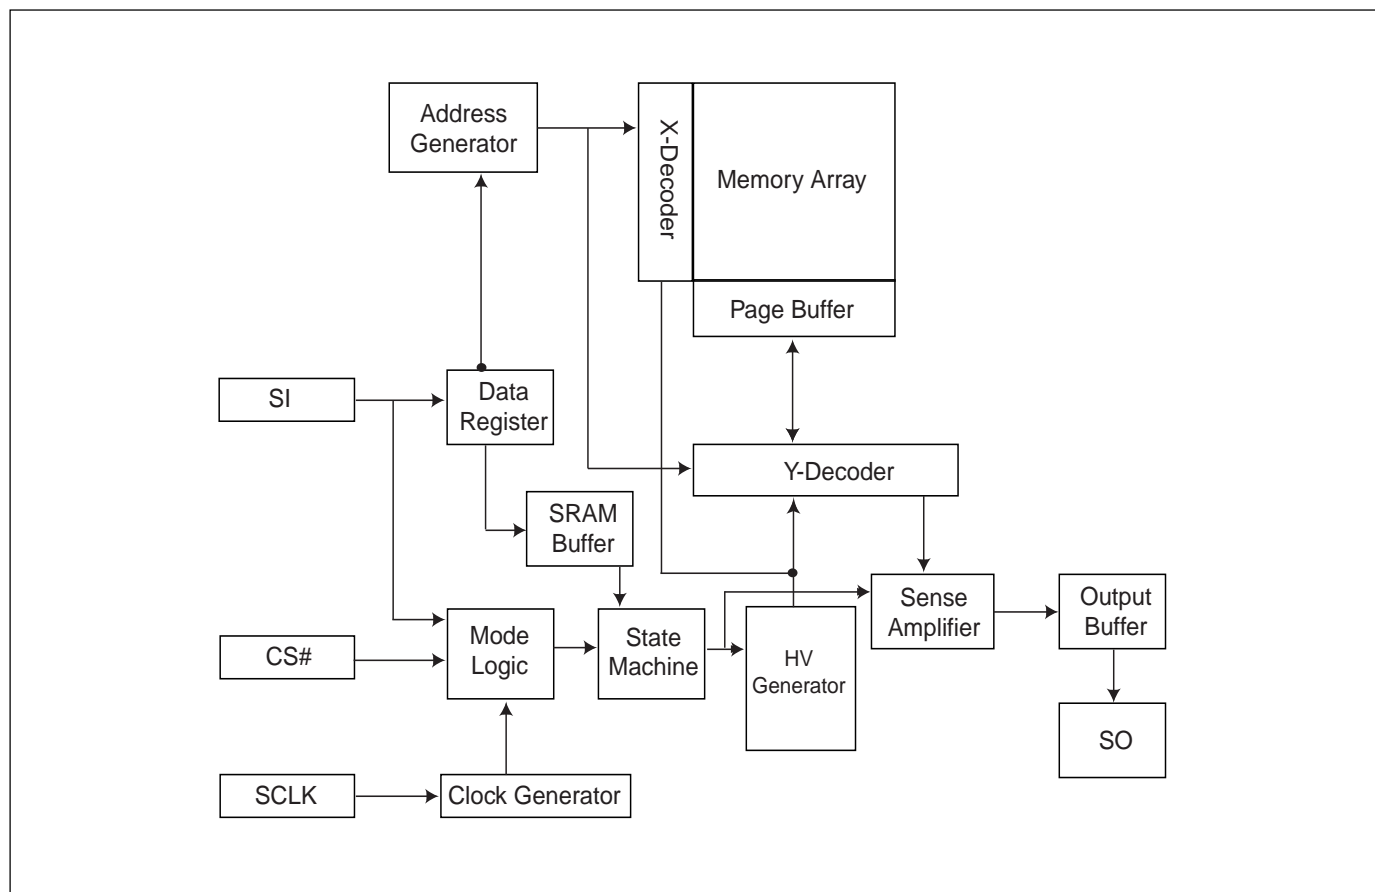 Address
Generator
X-Decoder
Memory Array
Page Buffer
SI
Data
Register
Y-Decoder
SRAM
Buffer
Sense
Amplifier
Output
Buffer
CS#
Mode
Logic
State
Machine
HV
Generator
SO
SCLK
Clock Generator